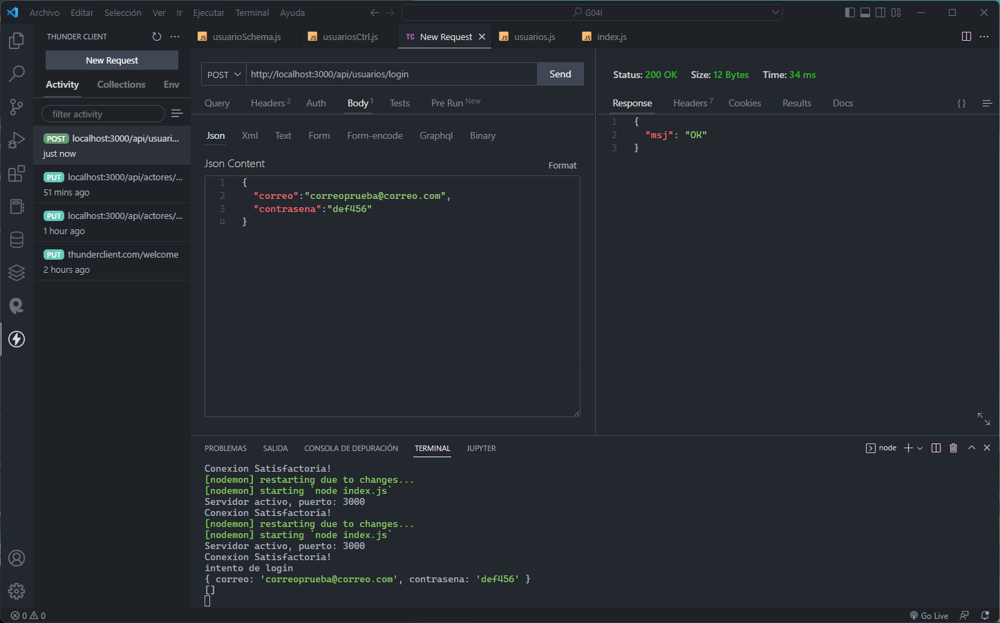 Archivo Editar Selección Ver Ir Ejecutar Terminal Ayuda
G04I
THUNDER CLIENT
New Request
Activity Collections Env
filter activity
POST localhost:3000/api/usuari...
just now
PUT localhost:3000/api/actores/...
51 mins ago
PUT localhost:3000/api/actores/...
1 hour ago
PUT thunderclient.com/welcome
2 hours ago
JS usuarioSchema.js JS usuariosCtrl.js TC New Request JS usuarios.js JS index.js
POST http://localhost:3000/api/usuarios/login Send
Query Headers 2 Auth Body 1 Tests Pre Run New
Json Xml Text Form Form-encode Graphql Binary
Json Content
Format
1 {
2 "correo":"correoprueba@correo.com",
3 "contrasena":"def456"
4 }
Status: 200 OK Size: 12 Bytes Time: 34 ms
Response Headers 7 Cookies Results Docs { }
1 {
2 "msj": "OK"
3 }
PROBLEMAS SALIDA CONSOLA DE DEPURACIÓN TERMINAL JUPYTER
node
Conexion Satisfactoria!
[nodemon] restarting due to changes...
[nodemon] starting `node index.js`
Servidor activo, puerto: 3000
Conexion Satisfactoria!
[nodemon] restarting due to changes...
[nodemon] starting `node index.js`
Servidor activo, puerto: 3000
Conexion Satisfactoria!
intento de login
{ correo: 'correoprueba@correo.com', contrasena: 'def456' }
[]
0 0
Go Live